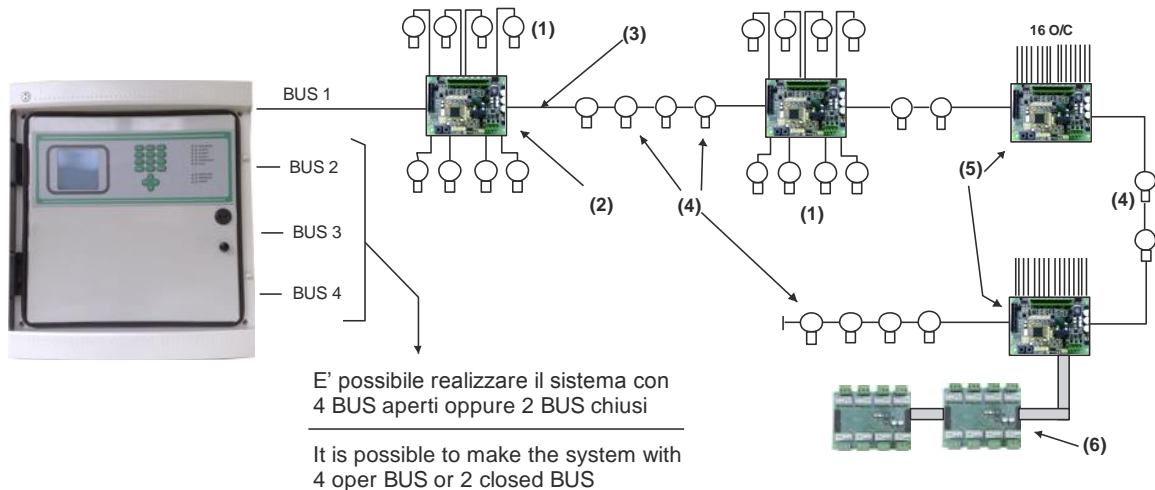 (1)
(3)
16 O/C
BUS 1
BUS 2
(2)
(4)
(1)
(5)
(4)
BUS 3
BUS 4
E' possibile realizzare il sistema con
4 BUS aperti oppure 2 BUS chiusi
It is possible to make the system with
4 oper BUS or 2 closed BUS
(6)